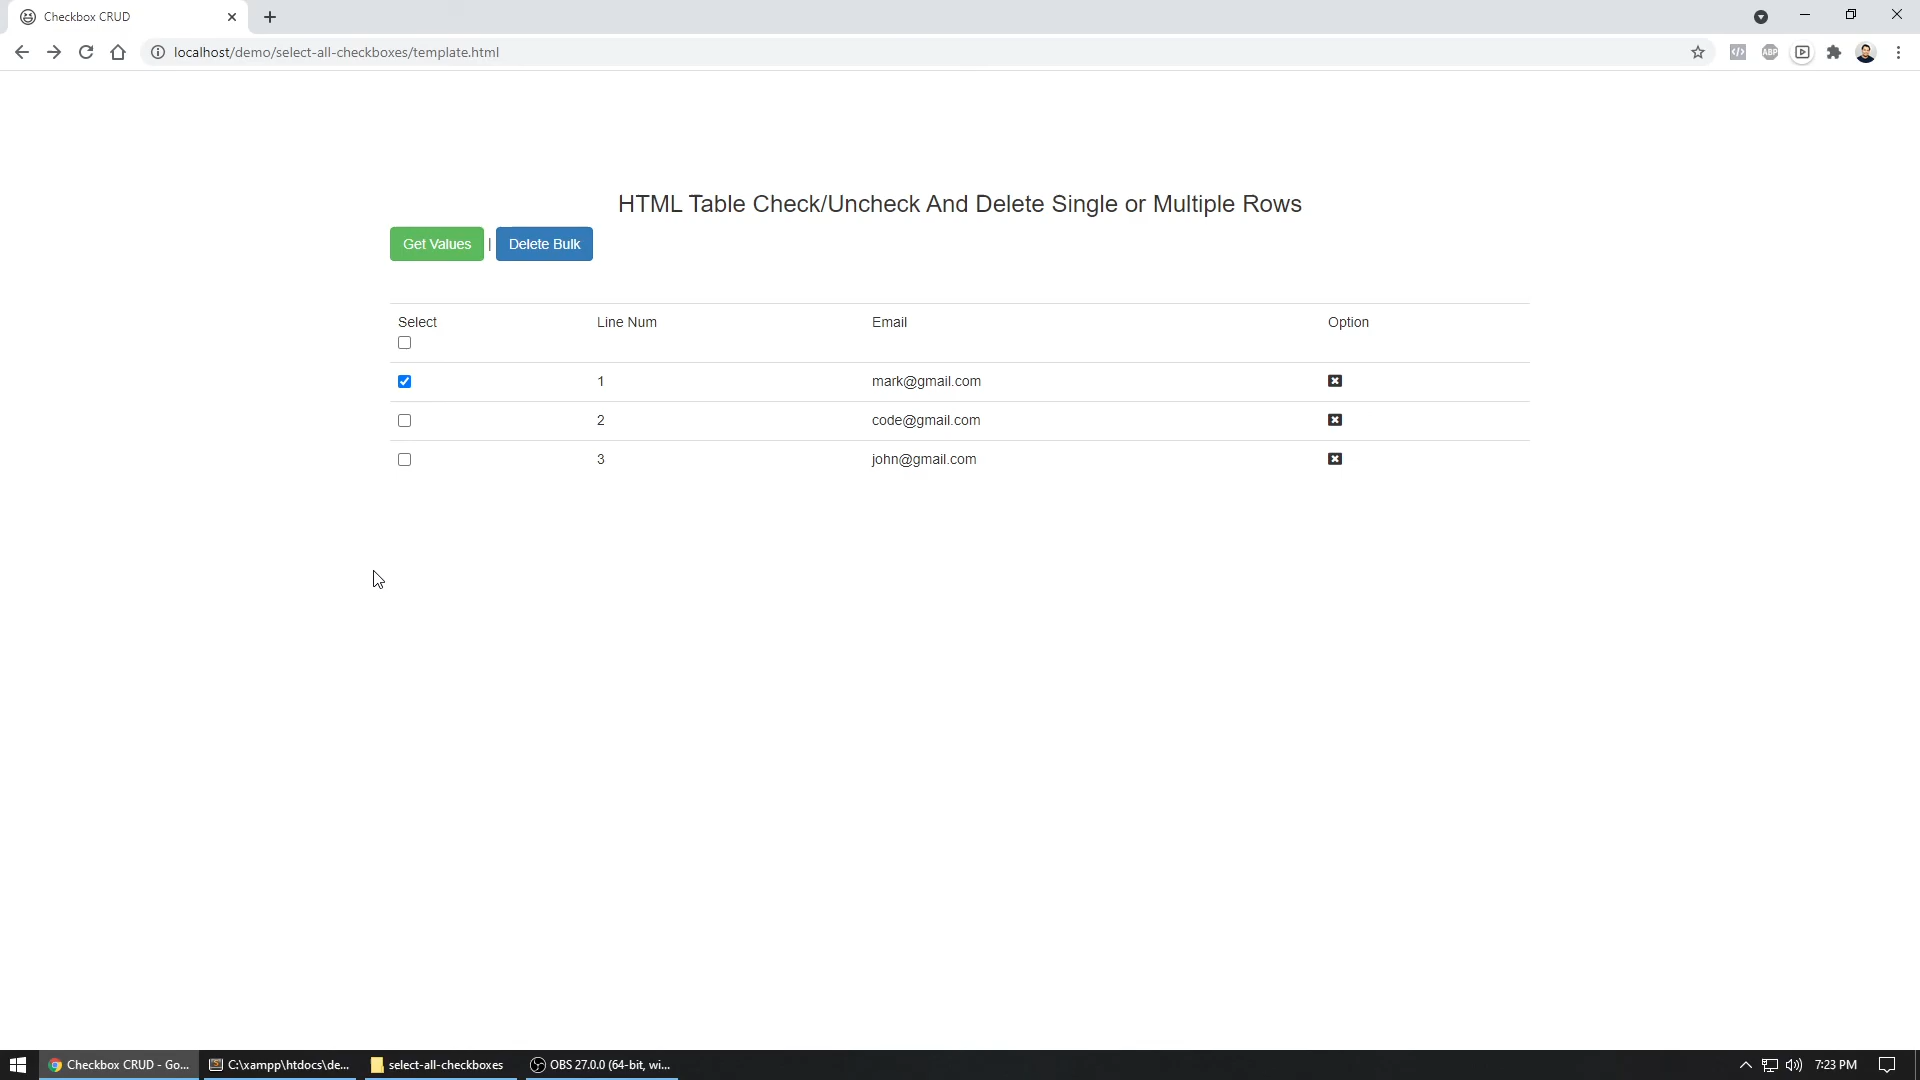 Checkbox CRUD
localhost/demo/select-all-checkboxes/template.html
ABP
HTML Table Check/Uncheck And Delete Single or Multiple Rows
Get Values | Delete Bulk
Select Line Num Email Option
1 mark@gmail.com
2 code@gmail.com
3 john@gmail.com
Checkbox CRUD - Go... C:\xampp\htdocs\de... select-all-checkboxes OBS 27.0.0 (64-bit, wi... 7:23 PM